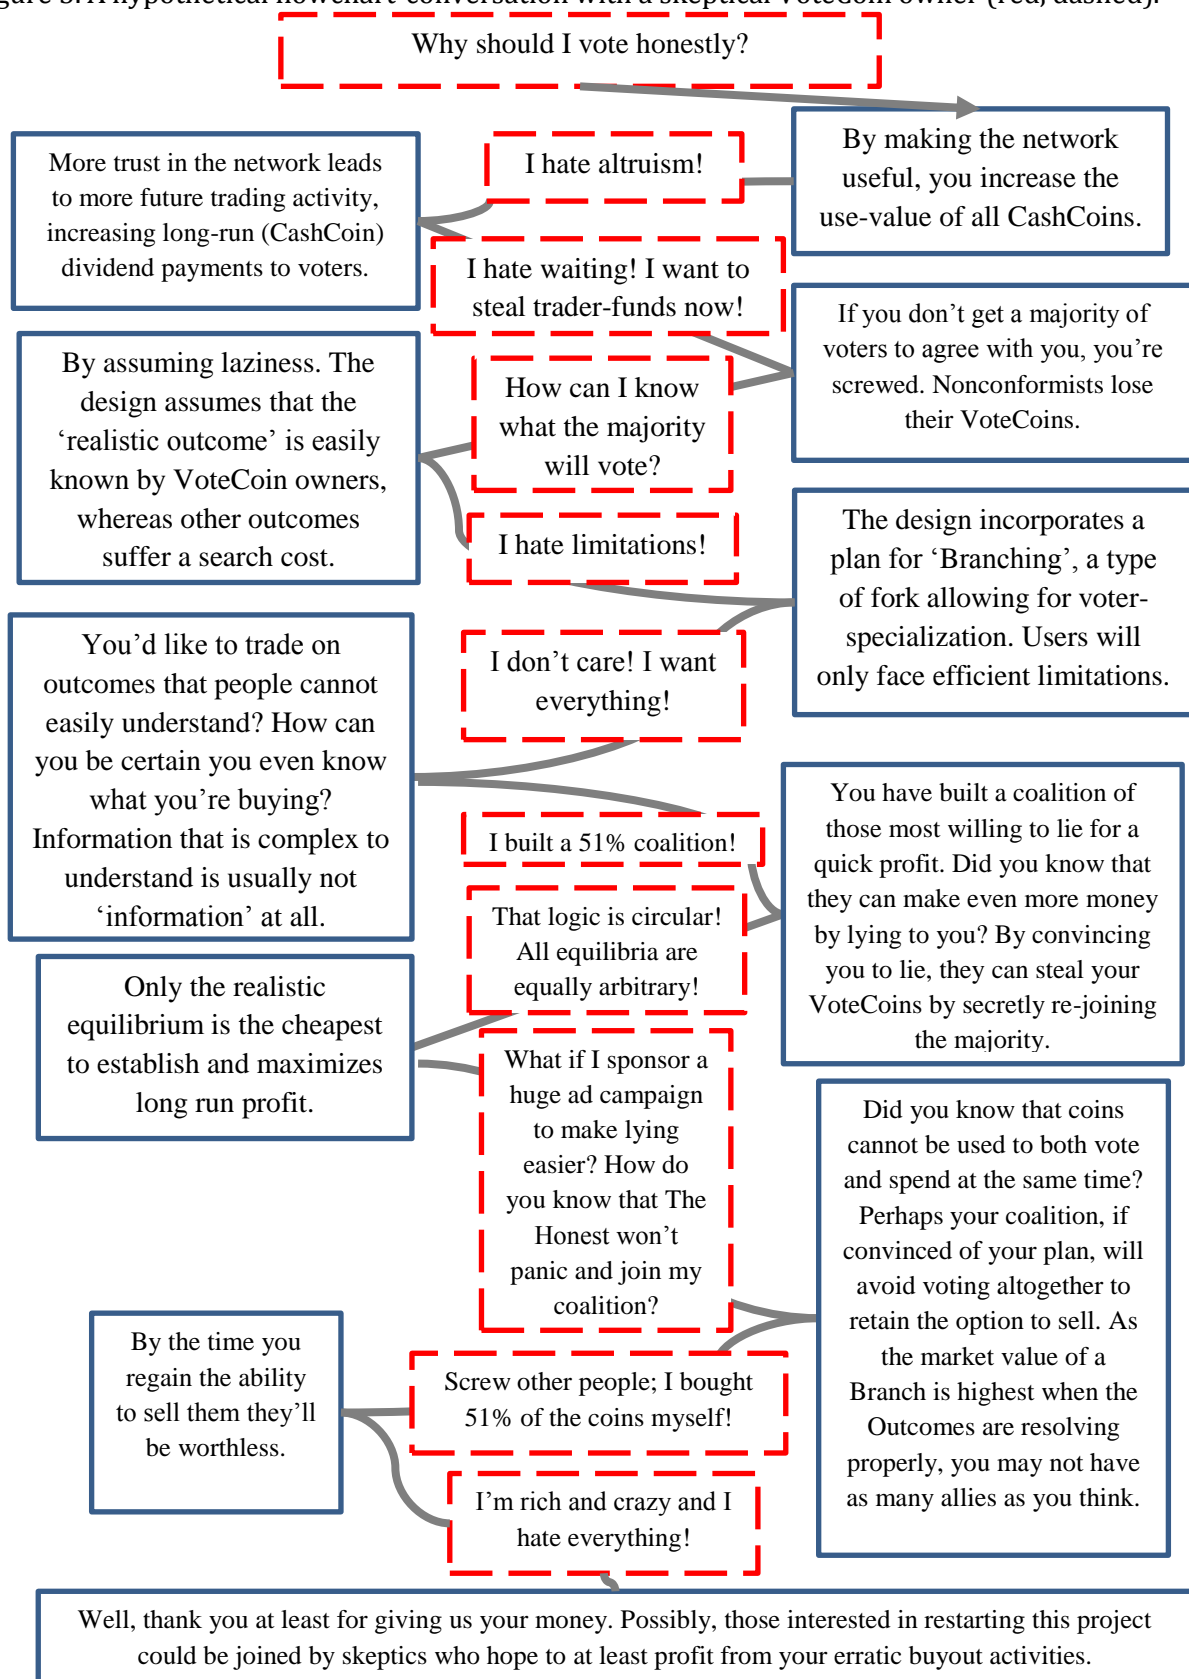 Figure 3. A hypothetical flowchart-conversation with a skeptical VoteCoin owner (red, dashed).
Why should I vote honestly?
By making the network
useful, you increase the
use-value of all CashCoins.
I hate altruism!
More trust in the network leads
to more future trading activity,
increasing long-run (CashCoin)
dividend payments to voters.
I hate waiting! I want to
steal trader-funds now!
If you don’t get a majority of
voters to agree with you, you’re
screwed. Nonconformists lose
their VoteCoins.
How can I know
what the majority
will vote?
By assuming laziness. The
design assumes that the
‘realistic outcome’ is easily
known by VoteCoin owners,
whereas other outcomes
suffer a search cost.
I hate limitations!
The design incorporates a
plan for ‘Branching’, a type
of fork allowing for voter-
specialization. Users will
only face efficient limitations.
I don’t care! I want
everything!
You’d like to trade on
outcomes that people cannot
easily understand? How can
you be certain you even know
what you’re buying?
Information that is complex to
understand is usually not
‘information’ at all.
I built a 51% coalition!
You have built a coalition of
those most willing to lie for a
quick profit. Did you know that
they can make even more money
by lying to you? By convincing
you to lie, they can steal your
VoteCoins by secretly re-joining
the majority.
That logic is circular!
All equilibria are
equally arbitrary!
Only the realistic
equilibrium is the cheapest
to establish and maximizes
long run profit.
What if I sponsor a
huge ad campaign
to make lying
easier? How do
you know that The
Honest won’t
panic and join my
coalition?
Did you know that coins
cannot be used to both vote
and spend at the same time?
Perhaps your coalition, if
convinced of your plan, will
avoid voting altogether to
retain the option to sell. As
the market value of a
Branch is highest when the
Outcomes are resolving
properly, you may not have
as many allies as you think.
Screw other people; I bought
51% of the coins myself!
By the time you
regain the ability
to sell them they’ll
be worthless.
I’m rich and crazy and I
hate everything!
Well, thank you at least for giving us your money. Possibly, those interested in restarting this project
could be joined by skeptics who hope to at least profit from your erratic buyout activities.